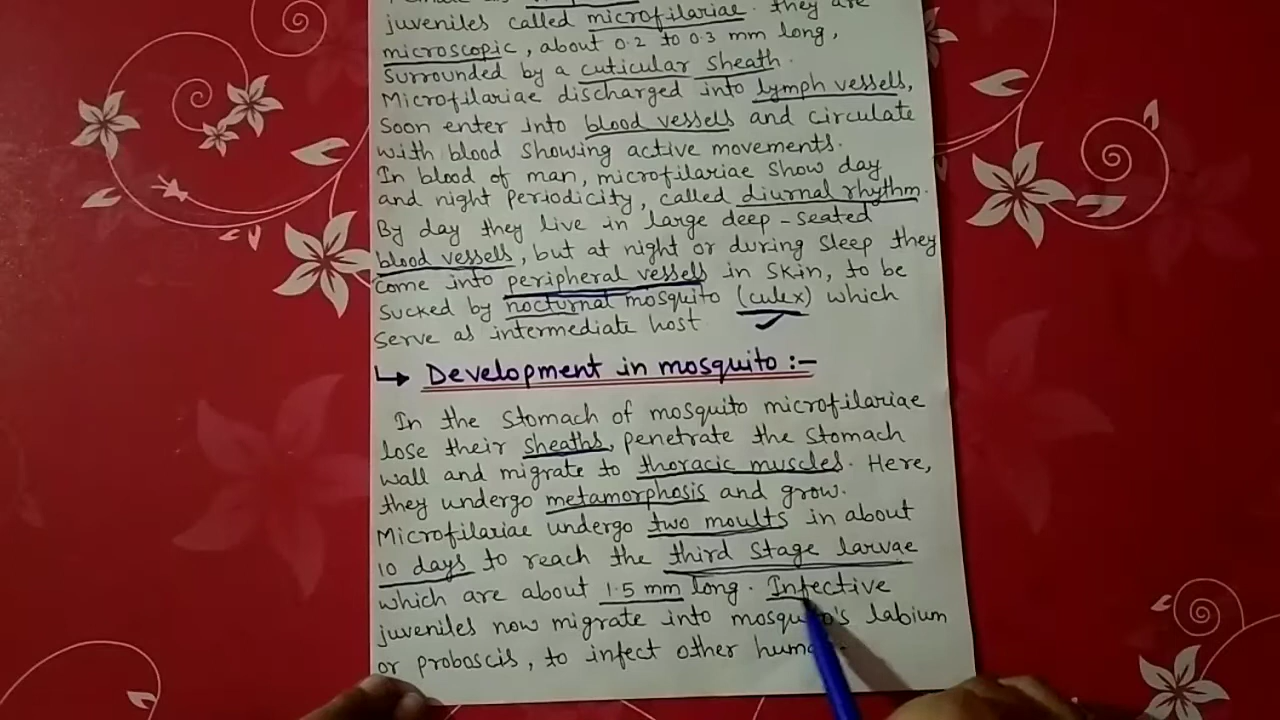 juveniles called microfilariae. they are
microscopic, about 0.2 to 0.3 mm long,
surrounded by a cuticular sheath.
Microfilariae discharged into lymph vessels,
soon enter into blood vessels and circulate
with blood showing active movements.
In blood of man, microfilariae show day
and night periodicity, called diurnal rhythm.
By day they live in large deep-seated
blood vessels, but at night or during sleep they
come into peripheral vessels in skin, to be
sucked by nocturnal mosquito (culex) which
serve as intermediate host
↳ Development in mosquito :-
In the stomach of mosquito microfilariae
lose their sheaths, penetrate the stomach
wall and migrate to thoracic muscles. Here,
they undergo metamorphosis and grow.
Microfilariae undergo two moults in about
10 days to reach the third stage larvae
which are about 1.5 mm long. Infective
juveniles now migrate into mosquito's labium
or proboscis, to infect other